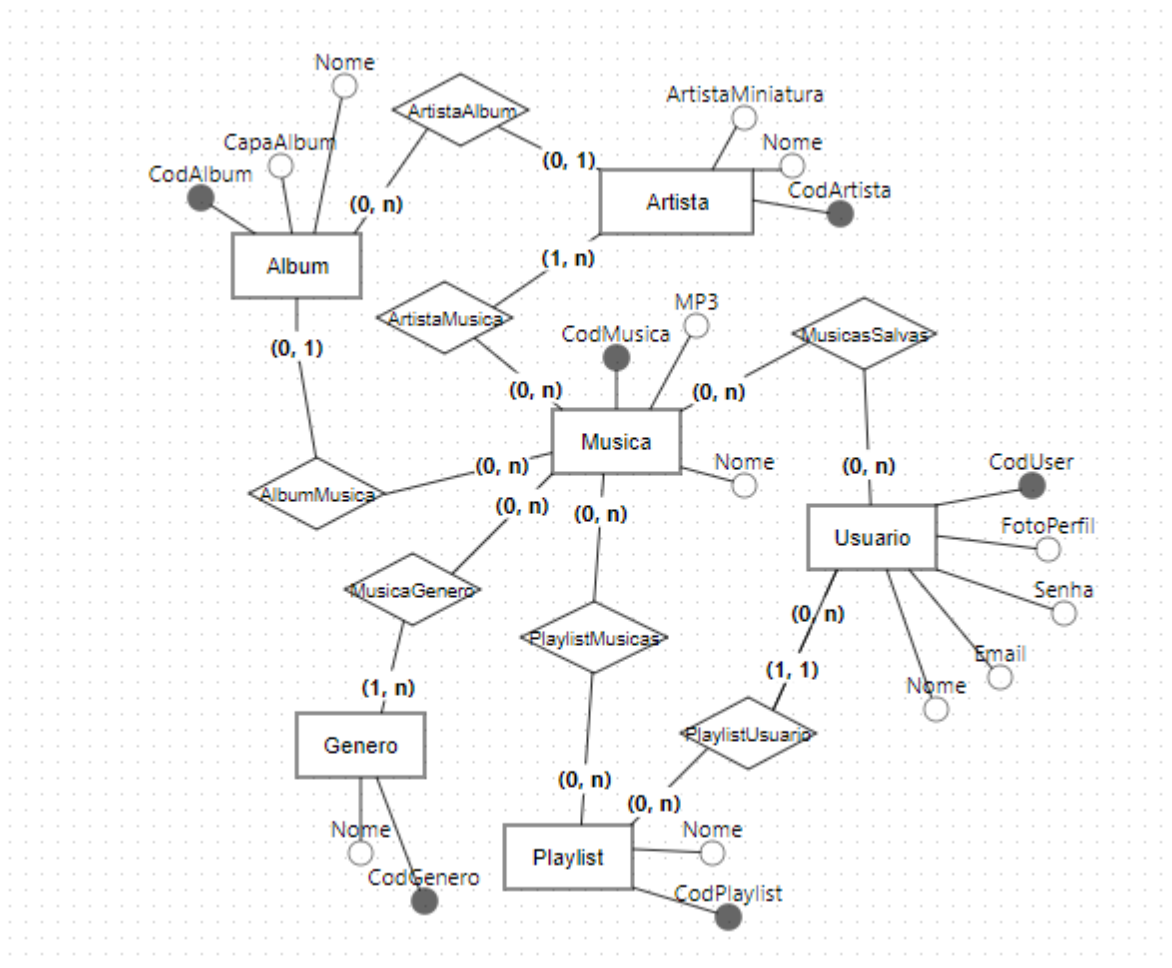 Nome
ArtistaAlbum
ArtistaMiniatura
CapaAlbum
Nome
(0, 1)
CodAlbum
CodArtista
(0, n)
Artista
Album
(1, n)
MP3
ArtistaMusica
CodMusica
MusicasSalvas
(0, 1)
(0, n)
(0, n)
Musica
Nome
(0, n)
(0, n)
CodUser
AlbumMusica
(0, n)
(0, n)
FotoPerfil
Usuario
MusicaGenero
Senha
(0, n)
PlaylistMusicas
Email
(1, 1)
(1, n)
Nome
PlaylistUsuario
Genero
(0, n)
(0, n)
Nome
Nome
Playlist
CodGenero
CodPlaylist